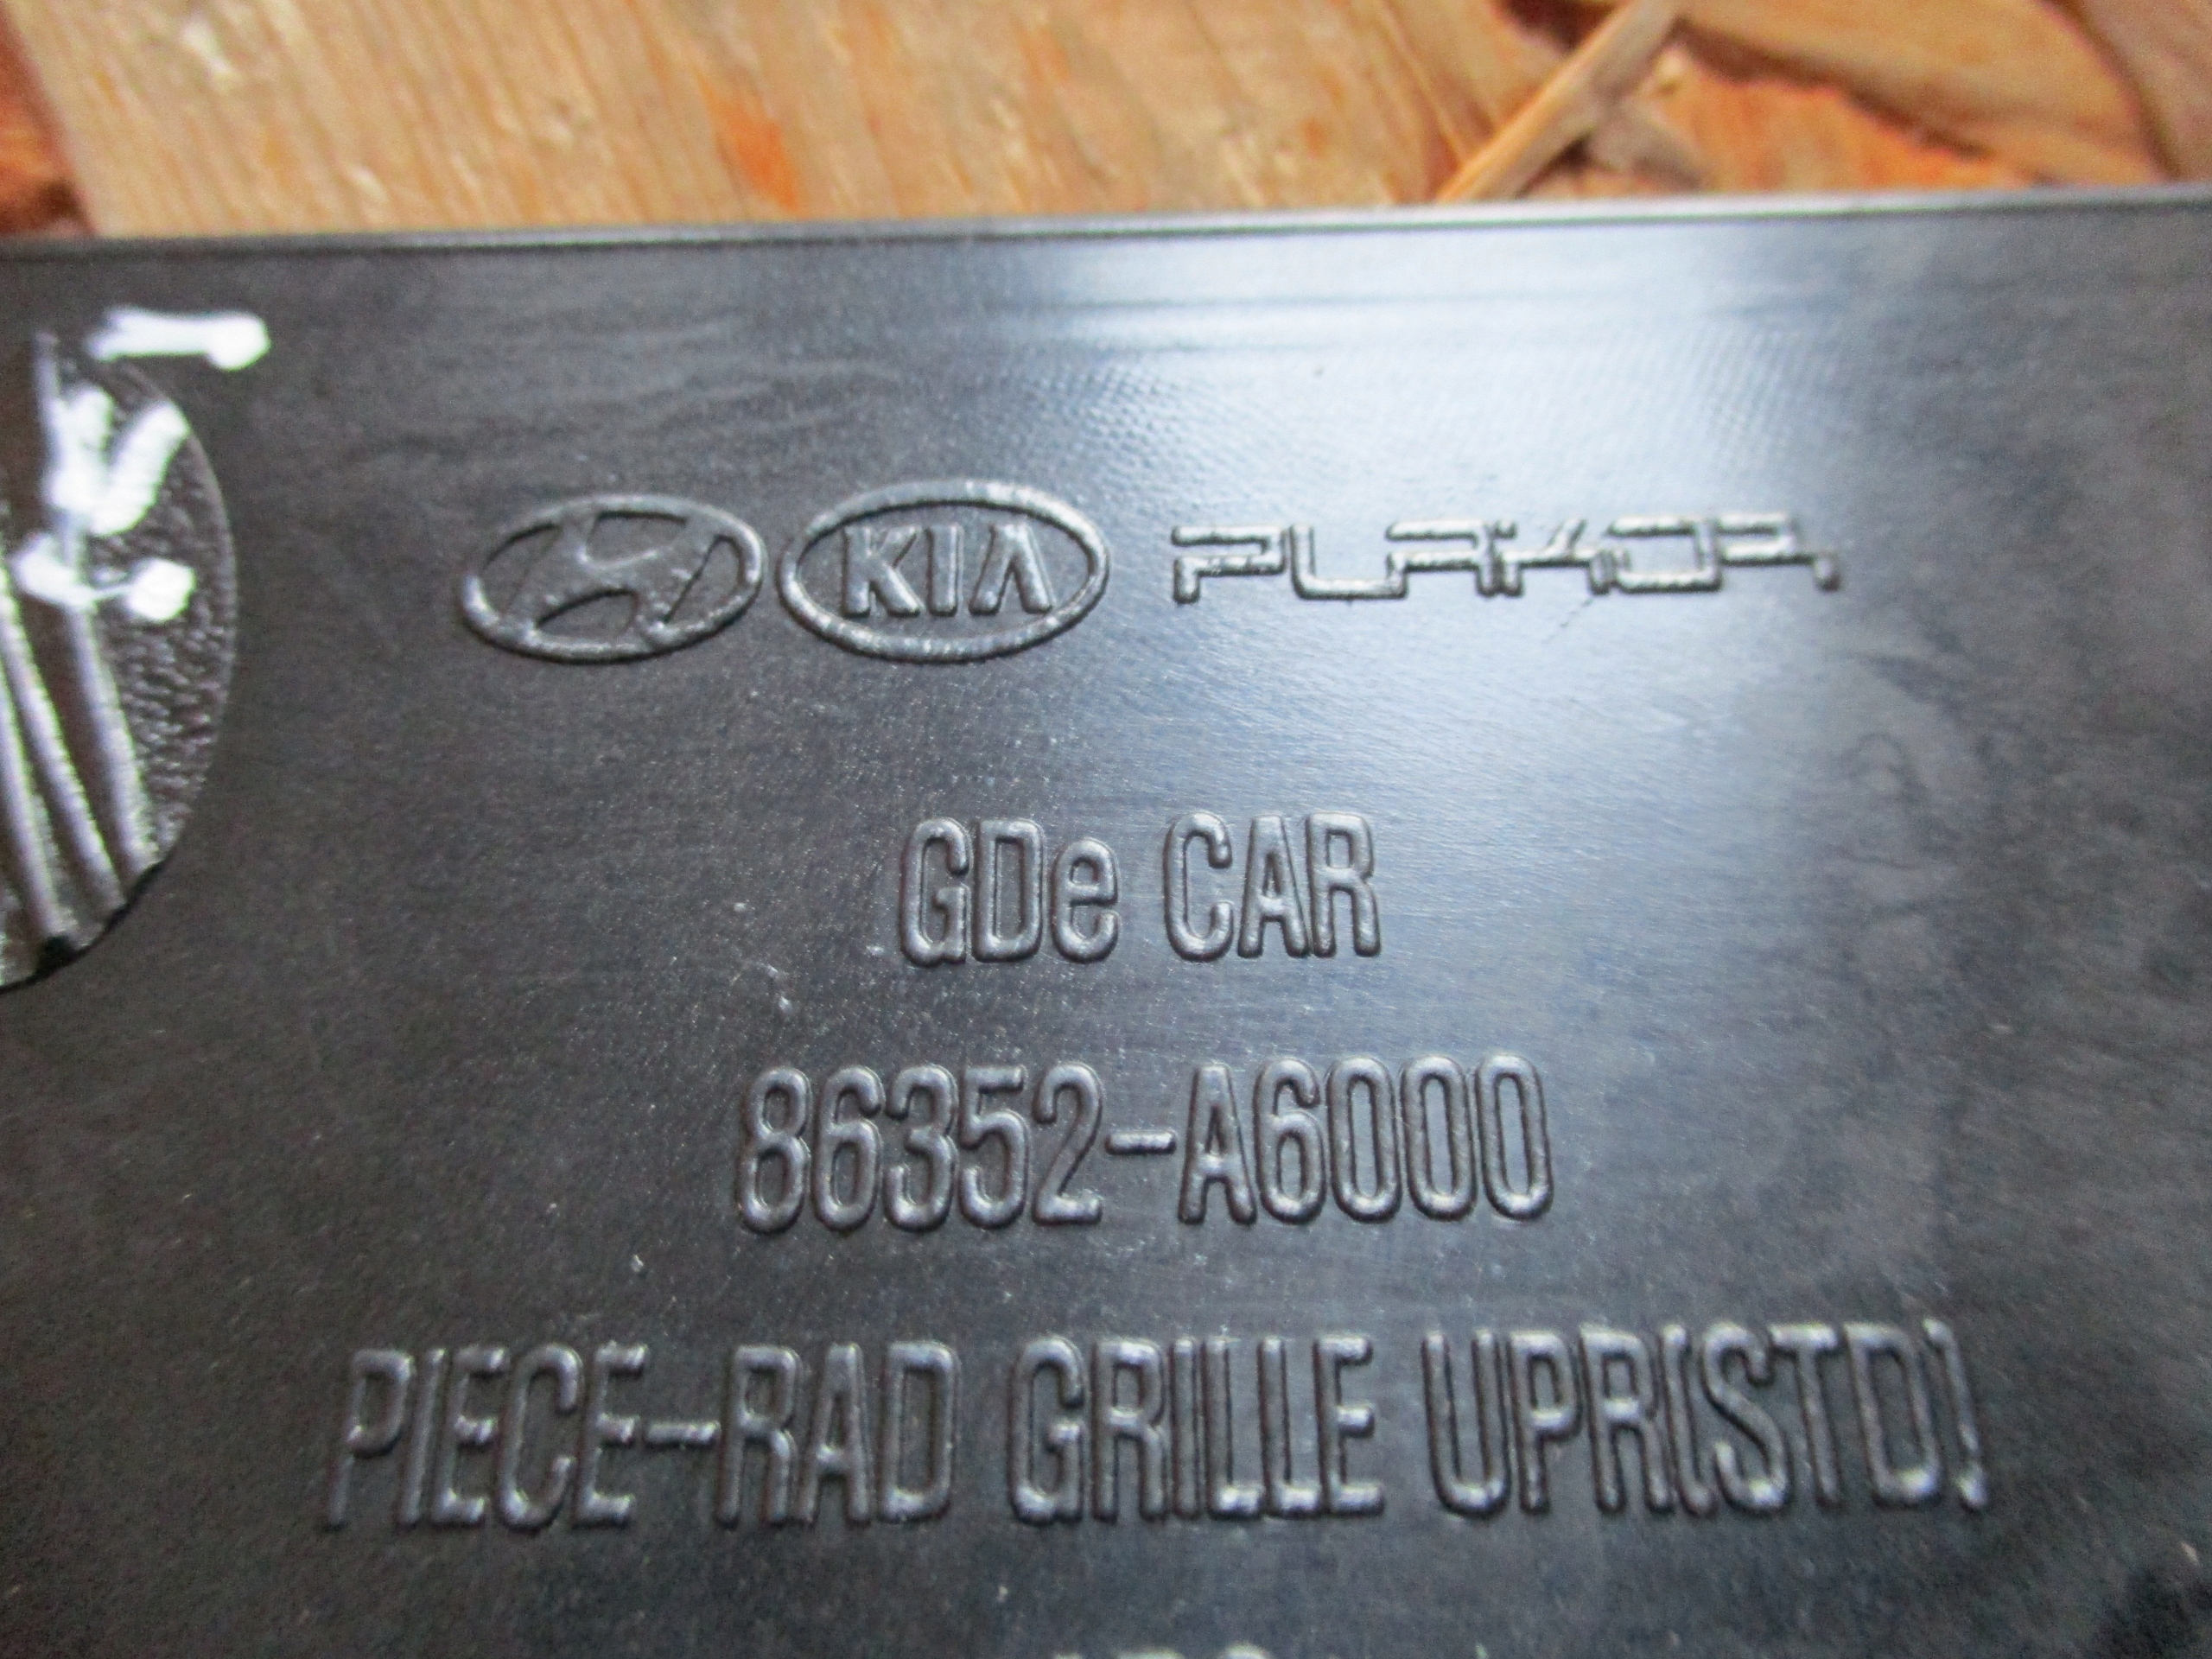 KIA PLAKOR
GDe CAR
86352-A6000
PIECE-RAD GRILLE UPR(STD)